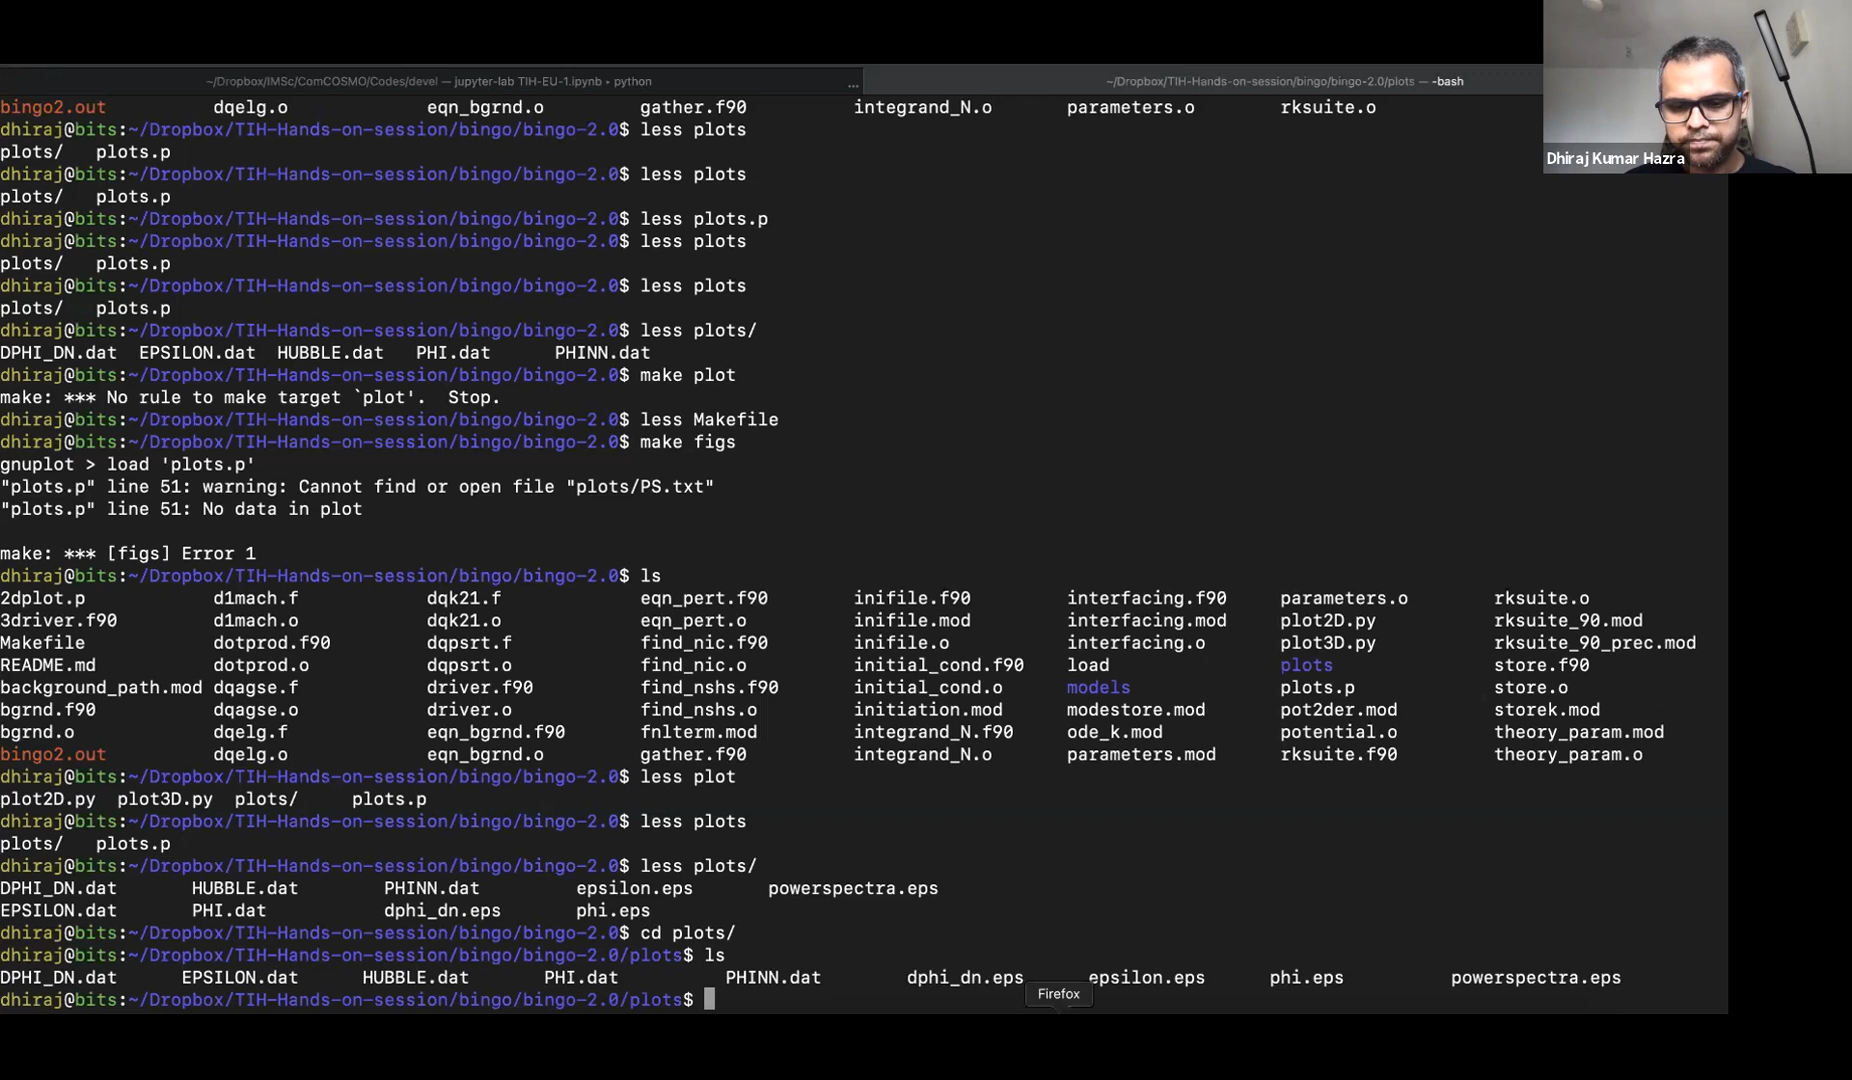 ~/Dropbox/IMSc/ComCOSMO/Codes/devel — jupyter-lab TIH-EU-1.ipynb ▸ python ... ~/Dropbox/TIH-Hands-on-session/bingo/bingo-2.0/plots — -bash
bingo2.out dqelg.o eqn_bgrnd.o gather.f90 integrand_N.o parameters.o rksuite.o
dhiraj@bits:~/Dropbox/TIH-Hands-on-session/bingo/bingo-2.0$ less plots
plots/ plots.p
dhiraj@bits:~/Dropbox/TIH-Hands-on-session/bingo/bingo-2.0$ less plots
plots/ plots.p
dhiraj@bits:~/Dropbox/TIH-Hands-on-session/bingo/bingo-2.0$ less plots.p
dhiraj@bits:~/Dropbox/TIH-Hands-on-session/bingo/bingo-2.0$ less plots
plots/ plots.p
dhiraj@bits:~/Dropbox/TIH-Hands-on-session/bingo/bingo-2.0$ less plots
plots/ plots.p
dhiraj@bits:~/Dropbox/TIH-Hands-on-session/bingo/bingo-2.0$ less plots/
DPHI_DN.dat EPSILON.dat HUBBLE.dat PHI.dat PHINN.dat
dhiraj@bits:~/Dropbox/TIH-Hands-on-session/bingo/bingo-2.0$ make plot
make: *** No rule to make target `plot'. Stop.
dhiraj@bits:~/Dropbox/TIH-Hands-on-session/bingo/bingo-2.0$ less Makefile
dhiraj@bits:~/Dropbox/TIH-Hands-on-session/bingo/bingo-2.0$ make figs
gnuplot > load 'plots.p'
"plots.p" line 51: warning: Cannot find or open file "plots/PS.txt"
"plots.p" line 51: No data in plot
make: *** [figs] Error 1
dhiraj@bits:~/Dropbox/TIH-Hands-on-session/bingo/bingo-2.0$ ls
2dplot.p d1mach.f dqk21.f eqn_pert.f90 inifile.f90 interfacing.f90 parameters.o rksuite.o
3driver.f90 d1mach.o dqk21.o eqn_pert.o inifile.mod interfacing.mod plot2D.py rksuite_90.mod
Makefile dotprod.f90 dqpsrt.f find_nic.f90 inifile.o interfacing.o plot3D.py rksuite_90_prec.mod
README.md dotprod.o dqpsrt.o find_nic.o initial_cond.f90 load plots store.f90
background_path.mod dqagse.f driver.f90 find_nshs.f90 initial_cond.o models plots.p store.o
bgrnd.f90 dqagse.o driver.o find_nshs.o initiation.mod modestore.mod pot2der.mod storek.mod
bgrnd.o dqelg.f eqn_bgrnd.f90 fnlterm.mod integrand_N.f90 ode_k.mod potential.o theory_param.mod
bingo2.out dqelg.o eqn_bgrnd.o gather.f90 integrand_N.o parameters.mod rksuite.f90 theory_param.o
dhiraj@bits:~/Dropbox/TIH-Hands-on-session/bingo/bingo-2.0$ less plot
plot2D.py plot3D.py plots/ plots.p
dhiraj@bits:~/Dropbox/TIH-Hands-on-session/bingo/bingo-2.0$ less plots
plots/ plots.p
dhiraj@bits:~/Dropbox/TIH-Hands-on-session/bingo/bingo-2.0$ less plots/
DPHI_DN.dat HUBBLE.dat PHINN.dat epsilon.eps powerspectra.eps
EPSILON.dat PHI.dat dphi_dn.eps phi.eps
dhiraj@bits:~/Dropbox/TIH-Hands-on-session/bingo/bingo-2.0$ cd plots/
dhiraj@bits:~/Dropbox/TIH-Hands-on-session/bingo/bingo-2.0/plots$ ls
DPHI_DN.dat EPSILON.dat HUBBLE.dat PHI.dat PHINN.dat dphi_dn.eps epsilon.eps phi.eps powerspectra.eps
dhiraj@bits:~/Dropbox/TIH-Hands-on-session/bingo/bingo-2.0/plots$
Firefox
Dhiraj Kumar Hazra